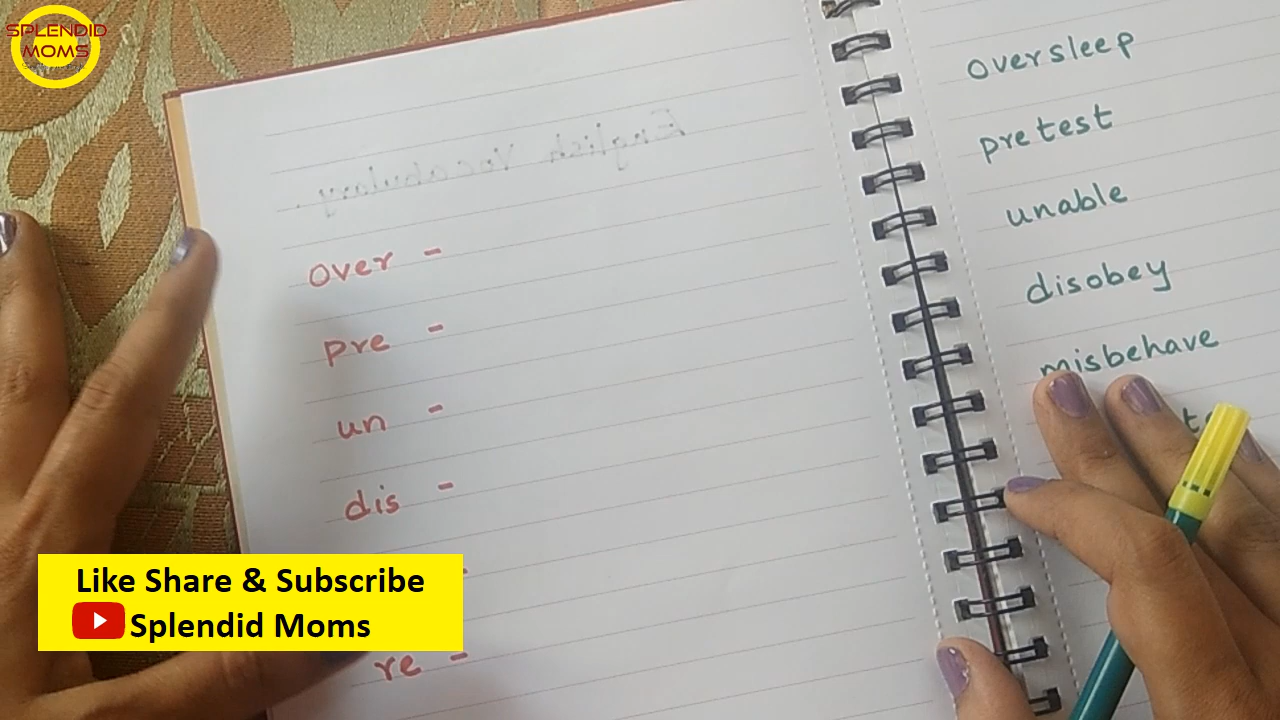 SPLENDID
MOMS
English Vocabulary.
over -
pre -
un -
dis -
-
re -
oversleep
pretest
unable
disobey
misbehave
Like Share & Subscribe
Splendid Moms